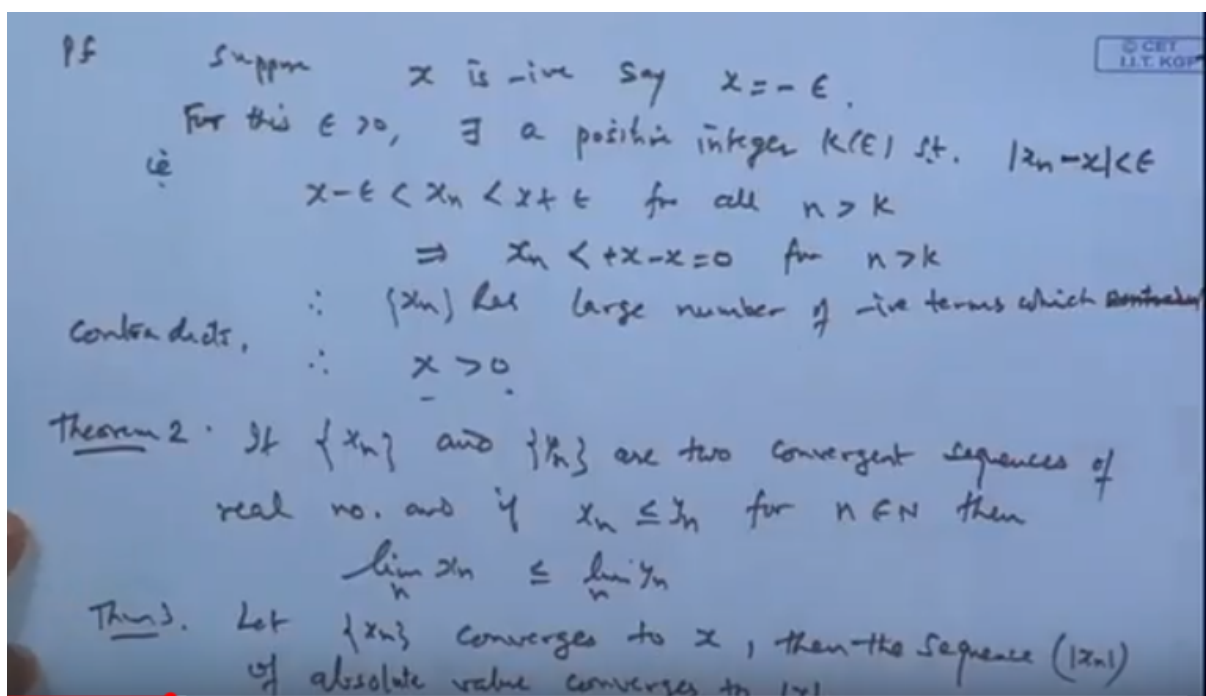 Pf Suppose x is -ive say x = - ε.
© CET
I.I.T. KGP
For this ε > 0, ∃ a positive integer K(ε) s.t. |xn - x| < ε
ie
x - ε < xn < x + ε for all n > K
⇒ xn < +x - x = 0 for n > k
∴ {xn} has large number of -ive terms which
contradicts.
∴ x > 0.
Theorem 2. If {xn} and {yn} are two convergent sequences of
real no. and if xn ≤ yn for n ∈ N then
lim xn ≤ lim yn
n n
Thm 3. Let {xn} converges to x, then the sequence (|xn|)
of absolute value converges to |x|